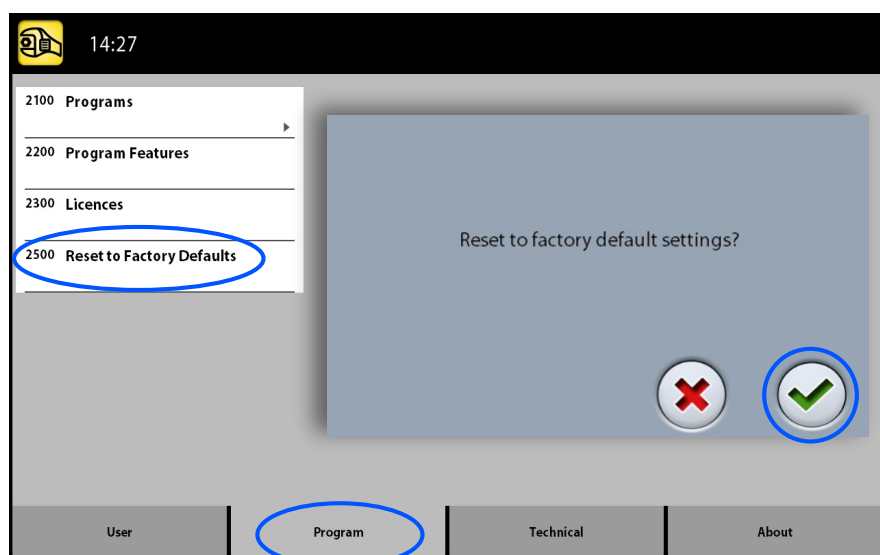 14:27
2100 Programs
2200 Program Features
2300 Licences
2500 Reset to Factory Defaults
Reset to factory default settings?
User
Program
Technical
About